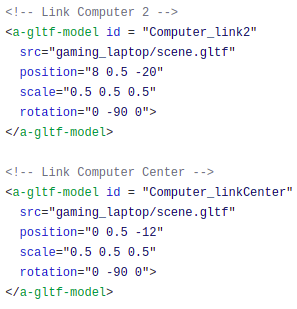 <!-- Link Computer 2 -->
<a-gltf-model id = "Computer_link2"
  src="gaming_laptop/scene.gltf"
  position="8 0.5 -20"
  scale="0.5 0.5 0.5"
  rotation="0 -90 0">
</a-gltf-model>

<!-- Link Computer Center -->
<a-gltf-model id = "Computer_linkCenter"
  src="gaming_laptop/scene.gltf"
  position="0 0.5 -12"
  scale="0.5 0.5 0.5"
  rotation="0 -90 0">
</a-gltf-model>